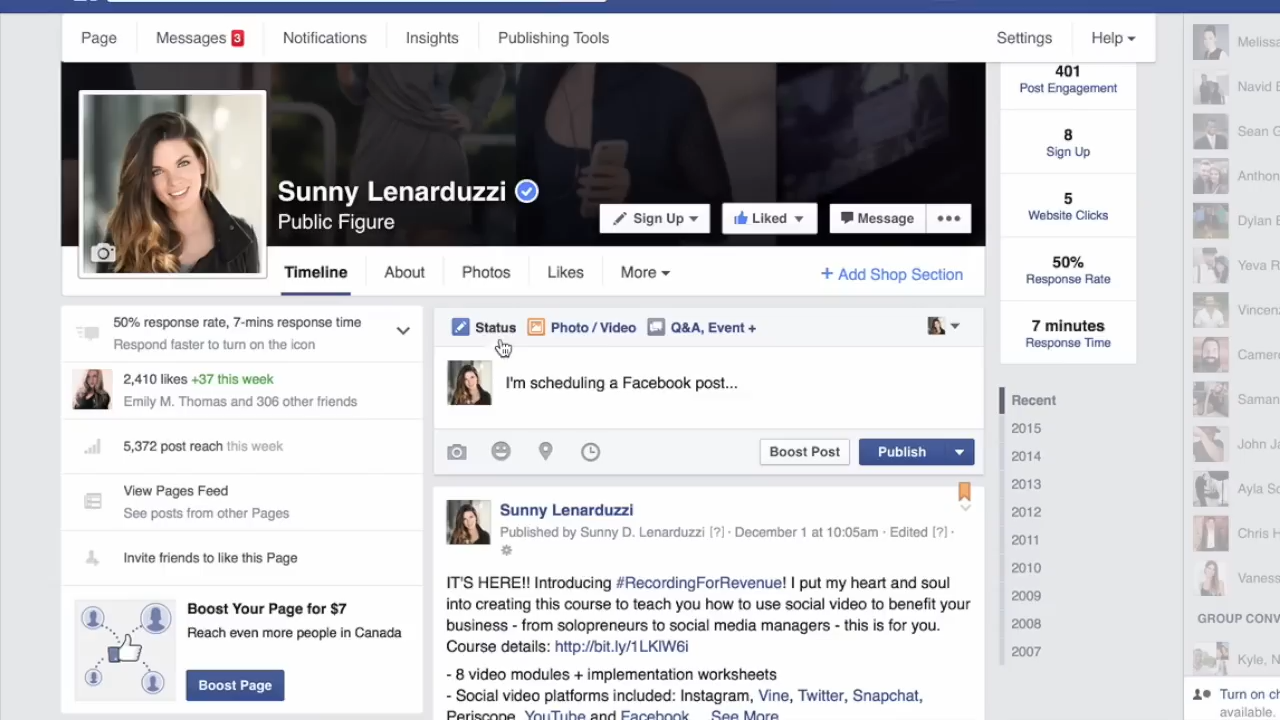 Page
Messages 3
Notifications
Insights
Publishing Tools
Settings
Help
Sunny Lenarduzzi
Public Figure
Sign Up
Liked
Message
Timeline
About
Photos
Likes
More
+ Add Shop Section
50% response rate, 7-mins response time
Respond faster to turn on the icon
2,410 likes +37 this week
Emily M. Thomas and 306 other friends
5,372 post reach this week
View Pages Feed
See posts from other Pages
Invite friends to like this Page
Boost Your Page for $7
Reach even more people in Canada
Boost Page
Status
Photo / Video
Q&A, Event +
I'm scheduling a Facebook post...
Boost Post
Publish
Sunny Lenarduzzi
Published by Sunny D. Lenarduzzi [?] · December 1 at 10:05am · Edited [?] ·
IT'S HERE!! Introducing #RecordingForRevenue! I put my heart and soul
into creating this course to teach you how to use social video to benefit your
business - from solopreneurs to social media managers - this is for you.
Course details: http://bit.ly/1LKlW6i
- 8 video modules + implementation worksheets
- Social video platforms included: Instagram, Vine, Twitter, Snapchat,
Periscope, YouTube and Facebook... See More
401
Post Engagement
8
Sign Up
5
Website Clicks
50%
Response Rate
7 minutes
Response Time
Recent
2015
2014
2013
2012
2011
2010
2009
2008
2007
Melissa
Navid E
Sean G
Anthon
Dylan E
Yeva R
Vincenz
Camer
Saman
John Ja
Ayla So
Chris H
Vaness
GROUP CONV
Kyle, N
Turn on ch
available.